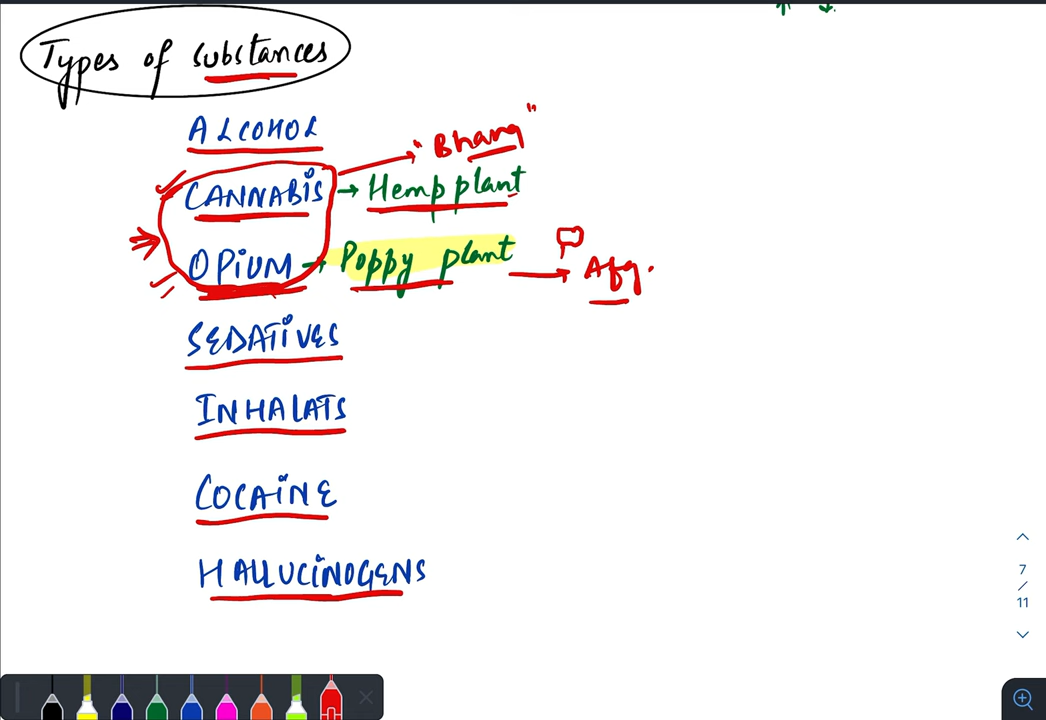 Types of substances
ALCOHOL
"Bhang"
CANNABIS → Hemp plant
OPIUM → Poppy plant → Afg.
SEDATIVES
INHALATS
COCAINE
HALLUCINOGENS
7
/
11